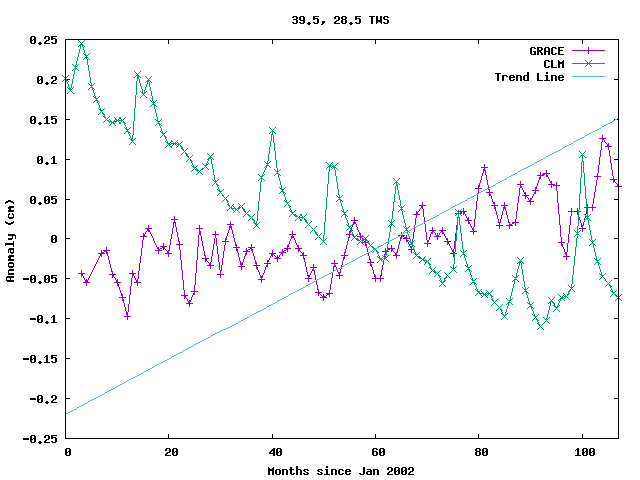 39.5, 28.5 TWS
GRACE
CLM
Trend Line
0.25
0.2
0.15
0.1
0.05
0
-0.05
-0.1
-0.15
-0.2
-0.25
Anomaly (cm)
0 20 40 60 80 100
Months since Jan 2002